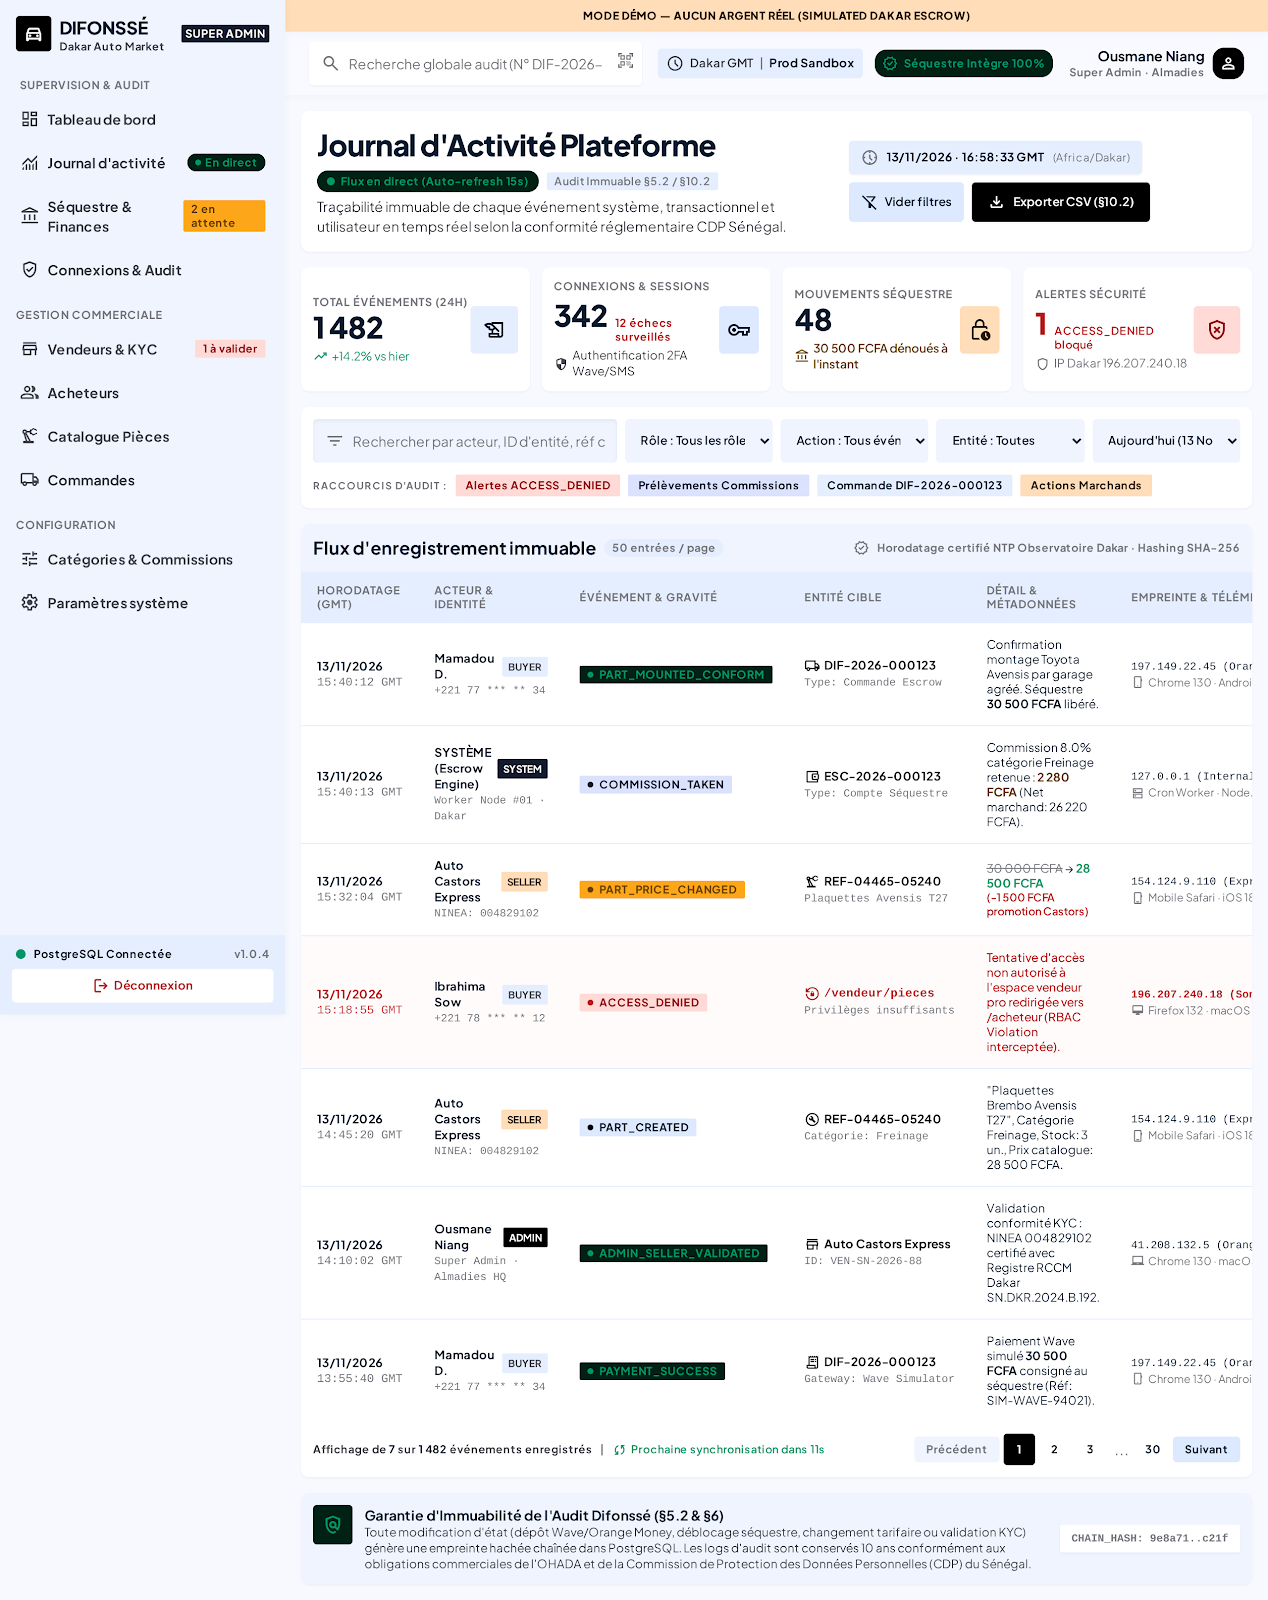 MODE DÉMO — AUCUN ARGENT RÉEL (SIMULATED DAKAR ESCROW)
DIFONSSÉ
Dakar Auto Market
SUPER ADMIN
SUPERVISION & AUDIT
Tableau de bord
Journal d'activité
En direct
Séquestre &
Finances
2 en
attente
Connexions & Audit
GESTION COMMERCIALE
Vendeurs & KYC
1 à valider
Acheteurs
Catalogue Pièces
Commandes
CONFIGURATION
Catégories & Commissions
Paramètres système
PostgreSQL Connectée
v1.0.4
Déconnexion
Recherche globale audit (N° DIF-2026-
Dakar GMT | Prod Sandbox
Séquestre Intègre 100%
Ousmane Niang
Super Admin · Almadies
Journal d'Activité Plateforme
Flux en direct (Auto-refresh 15s)
Audit Immuable §5.2 / §10.2
Traçabilité immuable de chaque événement système, transactionnel et
utilisateur en temps réel selon la conformité réglementaire CDP Sénégal.
13/11/2026 · 16:58:33 GMT (Africa/Dakar)
Vider filtres
Exporter CSV (§10.2)
TOTAL ÉVÉNEMENTS (24H)
1 482
+14.2% vs hier
CONNEXIONS & SESSIONS
342
12 échecs
surveillés
Authentification 2FA
Wave/SMS
MOUVEMENTS SÉQUESTRE
48
30 500 FCFA dénoués à
l'instant
ALERTES SÉCURITÉ
1
ACCESS_DENIED
bloqué
IP Dakar 196.207.240.18
Rechercher par acteur, ID d'entité, réf c
Rôle : Tous les rôle
Action : Tous évén
Entité : Toutes
Aujourd'hui (13 No
RACCOURCIS D'AUDIT :
Alertes ACCESS_DENIED
Prélèvements Commissions
Commande DIF-2026-000123
Actions Marchands
Flux d'enregistrement immuable
50 entrées / page
Horodatage certifié NTP Observatoire Dakar · Hashing SHA-256
HORODATAGE
(GMT)
ACTEUR &
IDENTITÉ
ÉVÉNEMENT & GRAVITÉ
ENTITÉ CIBLE
DÉTAIL &
MÉTADONNÉES
EMPREINTE & TÉLÉM
13/11/2026
15:40:12 GMT
Mamadou
D.
BUYER
+221 77 *** ** 34
PART_MOUNTED_CONFORM
DIF-2026-000123
Type: Commande Escrow
Confirmation
montage Toyota
Avensis par garage
agréé. Séquestre
30 500 FCFA libéré.
197.149.22.45 (Oran
Chrome 130 · Androi
13/11/2026
15:40:13 GMT
SYSTÈME
(Escrow
Engine)
SYSTEM
Worker Node #01 ·
Dakar
COMMISSION_TAKEN
ESC-2026-000123
Type: Compte Séquestre
Commission 8.0%
catégorie Freinage
retenue : 2 280
FCFA (Net
marchand: 26 220
FCFA).
127.0.0.1 (Internal
Cron Worker · Node.
13/11/2026
15:32:04 GMT
Auto
Castors
Express
SELLER
NINEA: 004829102
PART_PRICE_CHANGED
REF-04465-05240
Plaquettes Avensis T27
30 000 FCFA → 28
500 FCFA
(-1 500 FCFA
promotion Castors)
154.124.9.110 (Expr
Mobile Safari · iOS 18
13/11/2026
15:18:55 GMT
Ibrahima
Sow
BUYER
+221 78 *** ** 12
ACCESS_DENIED
/vendeur/pieces
Privilèges insuffisants
Tentative d'accès
non autorisé à
l'espace vendeur
pro redirigée vers
/acheteur (RBAC
Violation
interceptée).
196.207.240.18 (Son
Firefox 132 · macOS
13/11/2026
14:45:20 GMT
Auto
Castors
Express
SELLER
NINEA: 004829102
PART_CREATED
REF-04465-05240
Catégorie: Freinage
"Plaquettes
Brembo Avensis
T27", Catégorie
Freinage, Stock: 3
un., Prix catalogue:
28 500 FCFA.
154.124.9.110 (Expr
Mobile Safari · iOS 18
13/11/2026
14:10:02 GMT
Ousmane
Niang
ADMIN
Super Admin ·
Almadies HQ
ADMIN_SELLER_VALIDATED
Auto Castors Express
ID: VEN-SN-2026-88
Validation
conformité KYC :
NINEA 004829102
certifié avec
Registre RCCM
Dakar
SN.DKR.2024.B.192.
41.208.132.5 (Orang
Chrome 130 · macO
13/11/2026
13:55:40 GMT
Mamadou
D.
BUYER
+221 77 *** ** 34
PAYMENT_SUCCESS
DIF-2026-000123
Gateway: Wave Simulator
Paiement Wave
simulé 30 500
FCFA consigné au
séquestre (Réf:
SIM-WAVE-94021).
197.149.22.45 (Oran
Chrome 130 · Androi
Affichage de 7 sur 1 482 événements enregistrés | Prochaine synchronisation dans 11s
Précédent 1 2 3 ... 30 Suivant
Garantie d'Immuabilité de l'Audit Difonssé (§5.2 & §6)
Toute modification d'état (dépôt Wave/Orange Money, déblocage séquestre, changement tarifaire ou validation KYC)
génère une empreinte hachée chaînée dans PostgreSQL. Les logs d'audit sont conservés 10 ans conformément aux
obligations commerciales de l'OHADA et de la Commission de Protection des Données Personnelles (CDP) du Sénégal.
CHAIN_HASH: 9e8a71..c21f